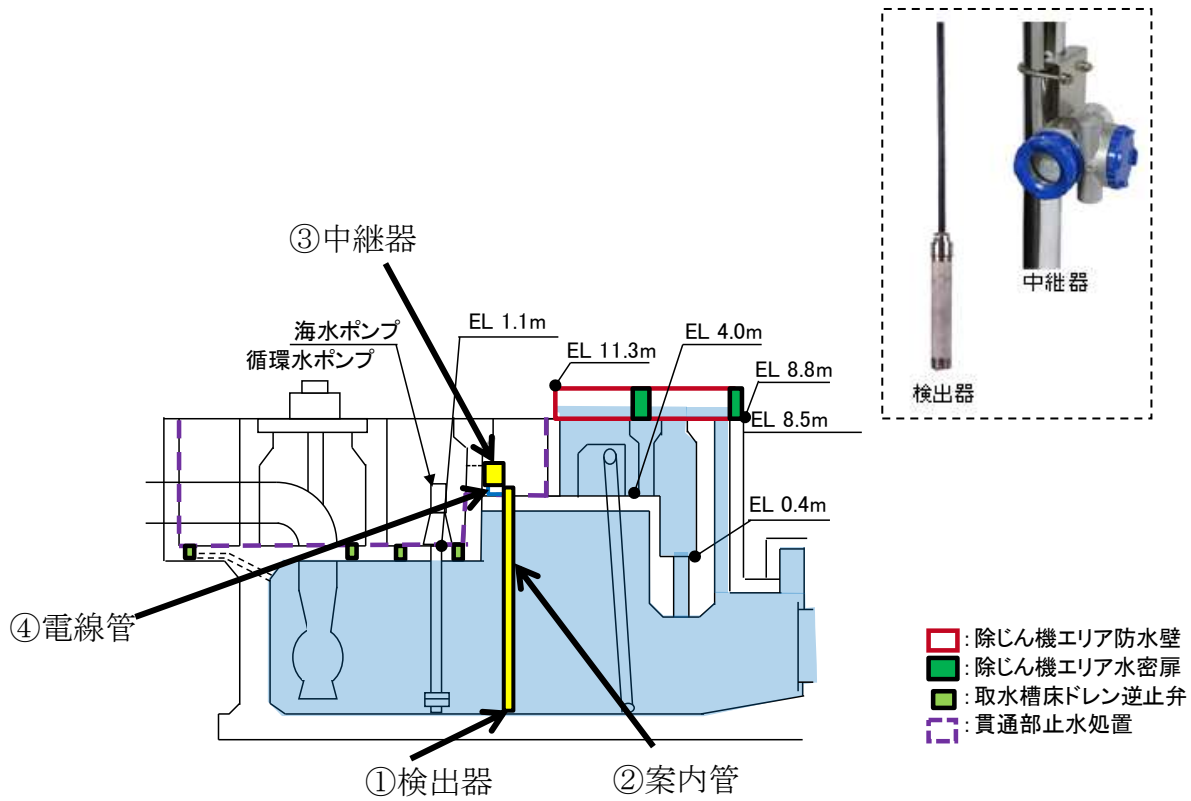 中継器
検出器
③中継器
海水ポンプ
循環水ポンプ
EL 1.1m
EL 11.3m
EL 4.0m
EL 8.8m
EL 8.5m
EL 0.4m
④電線管
①検出器
②案内管
:除じん機エリア防水壁
:除じん機エリア水密扉
:取水槽床ドレン逆止弁
:貫通部止水処置